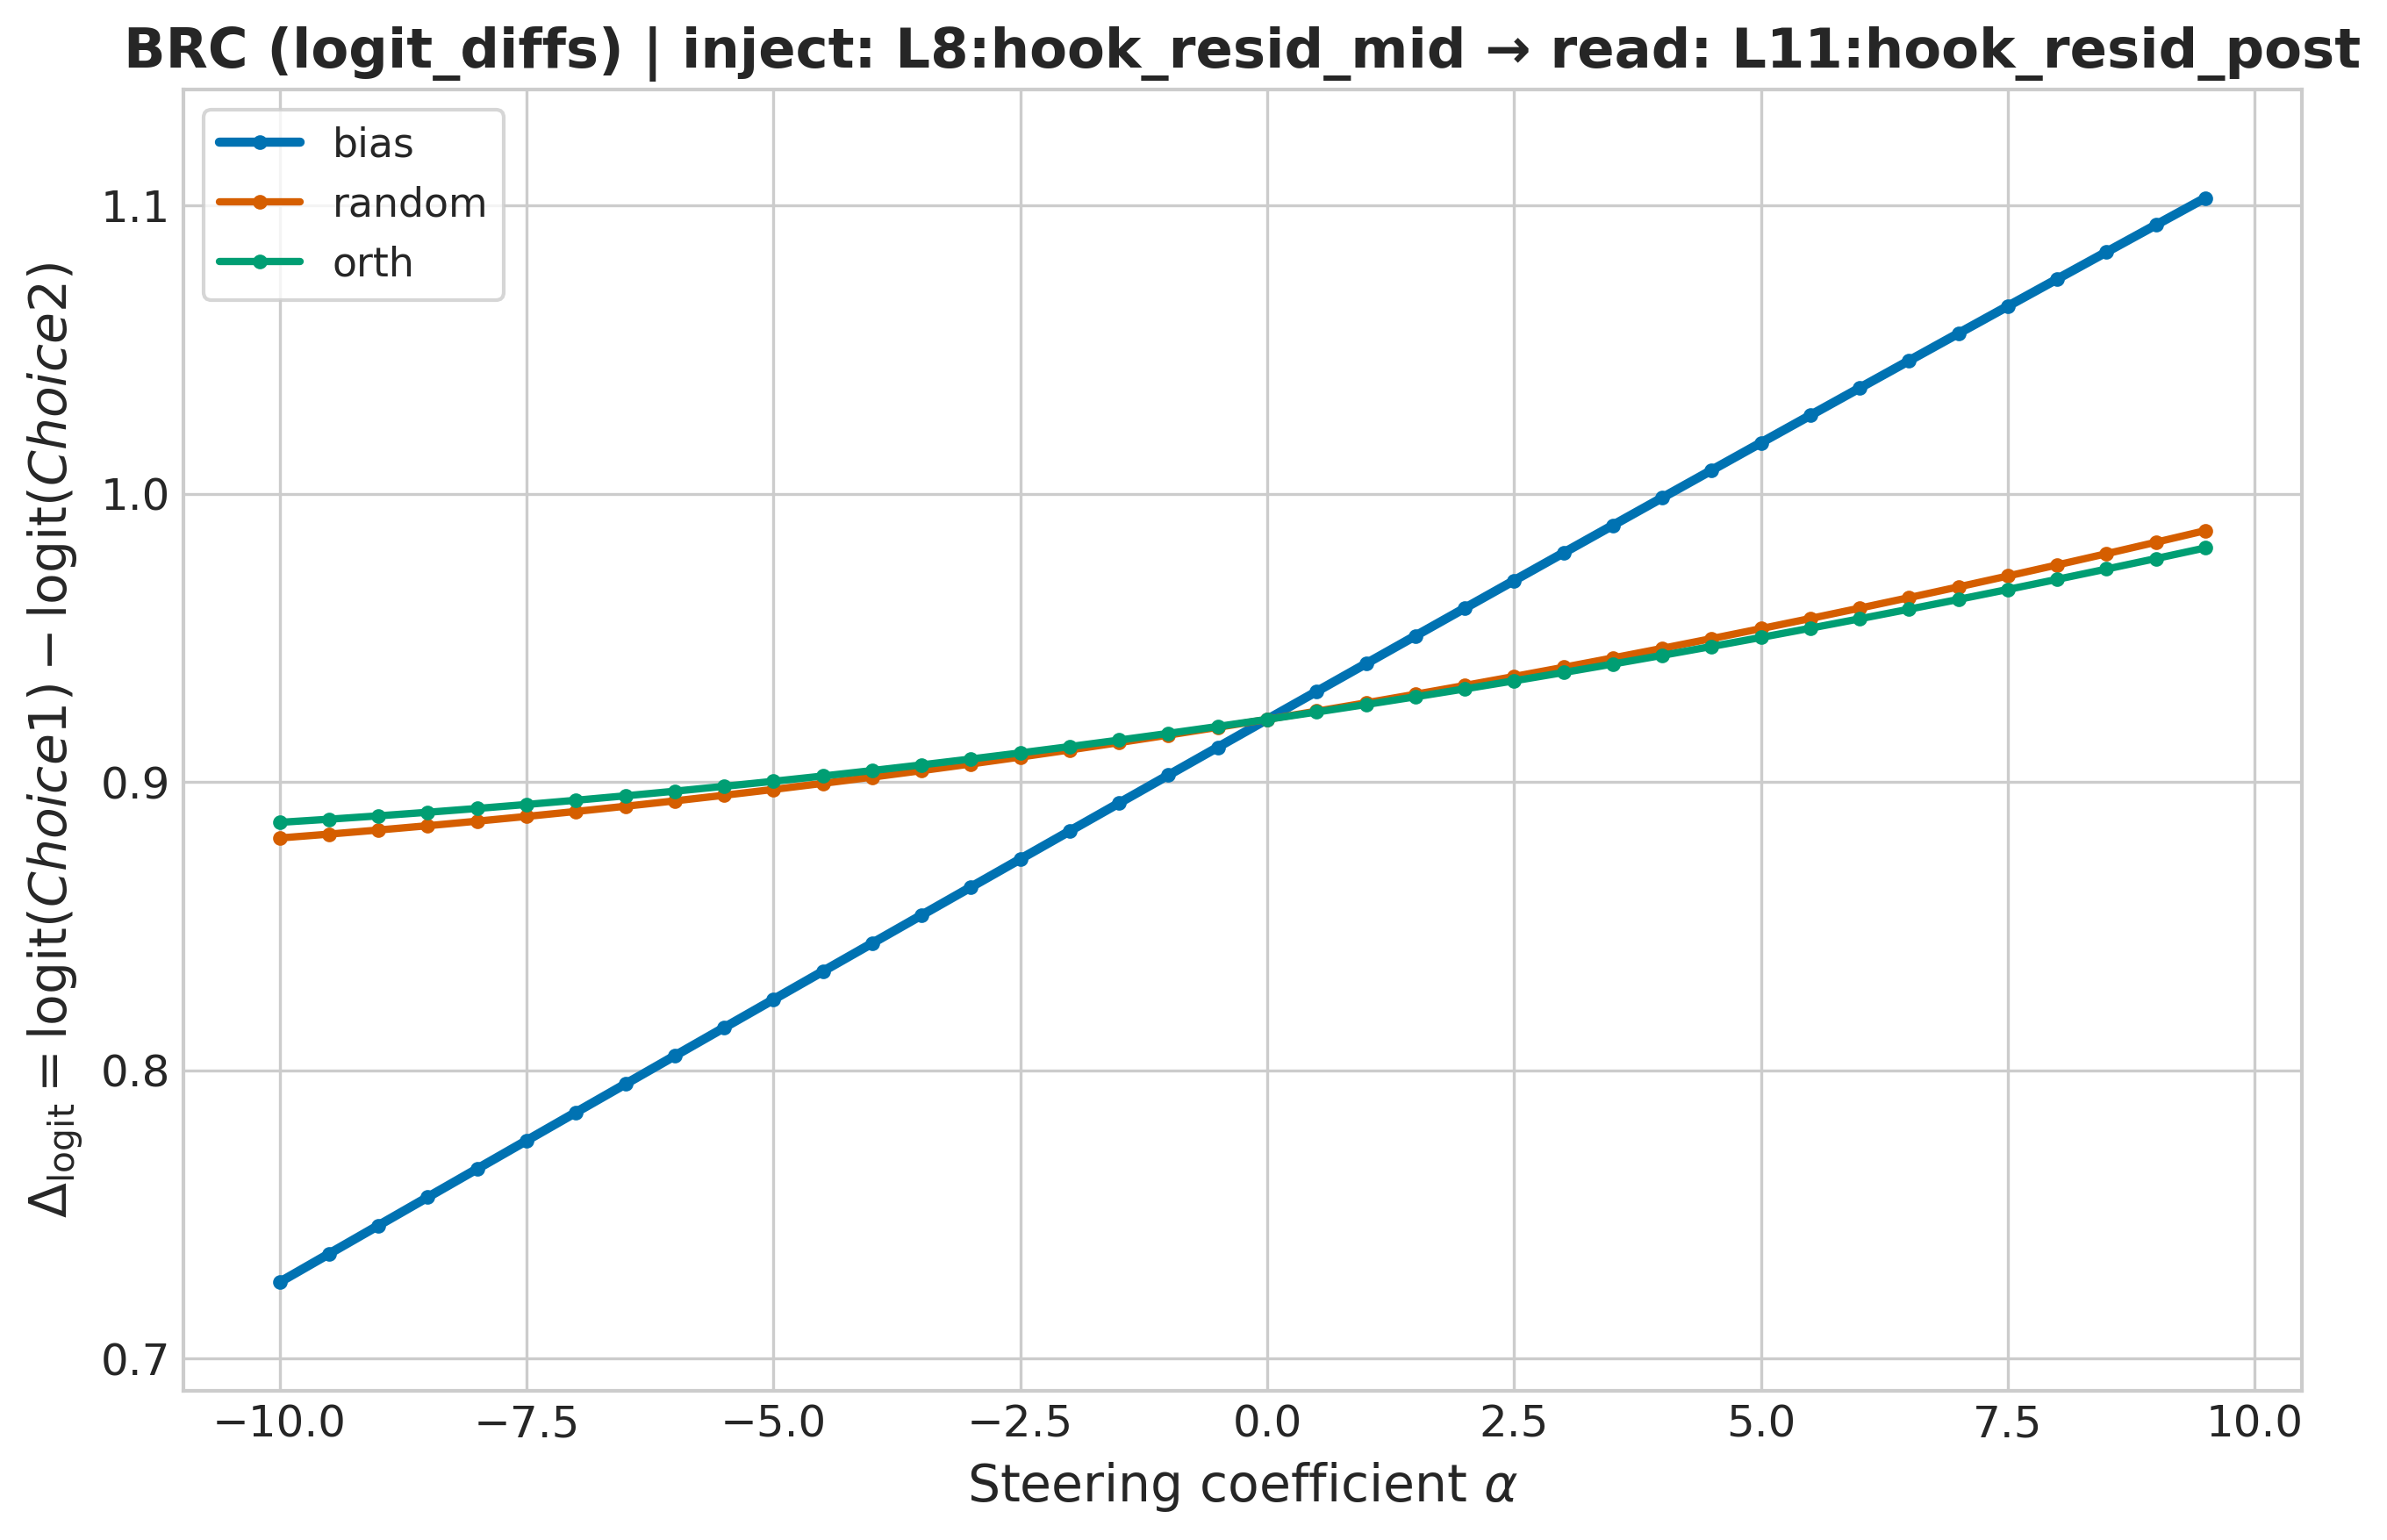 BRC (logit_diffs) | inject: L8:hook_resid_mid → read: L11:hook_resid_post
bias
random
orth
Δlogit = logit(Choice1) − logit(Choice2)
1.1
1.0
0.9
0.8
0.7
−10.0 −7.5 −5.0 −2.5 0.0 2.5 5.0 7.5 10.0
Steering coefficient α